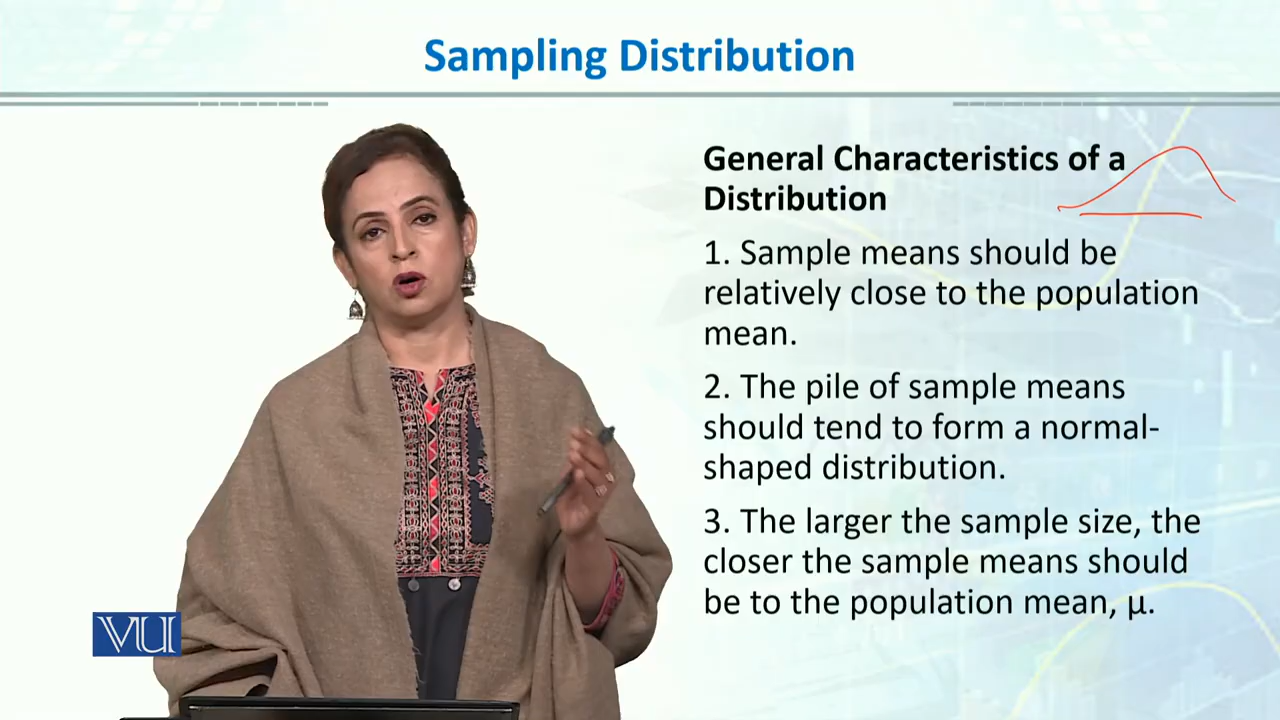 Sampling Distribution
General Characteristics of a
Distribution
1. Sample means should be
relatively close to the population
mean.
2. The pile of sample means
should tend to form a normal-
shaped distribution.
3. The larger the sample size, the
closer the sample means should
be to the population mean, μ.
VU